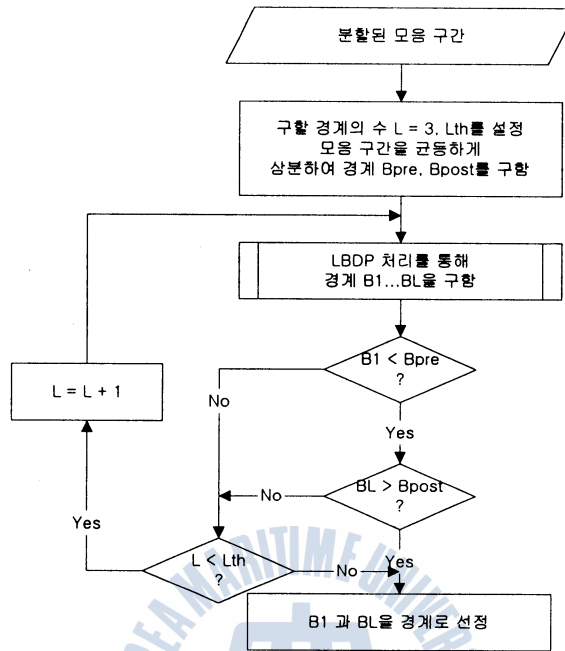 분할된 모음 구간
구할 경계의 수 L = 3, Lth를 설정
모음 구간을 균등하게
삼분하여 경계 Bpre, Bpost를 구함
LBDP 처리를 통해
경계 B1...BL을 구함
B1 < Bpre
?
L = L + 1
No
Yes
BL > Bpost
?
No
Yes
Yes
L < Lth
?
No
B1 과 BL을 경계로 선정
MARITIME UNIVER